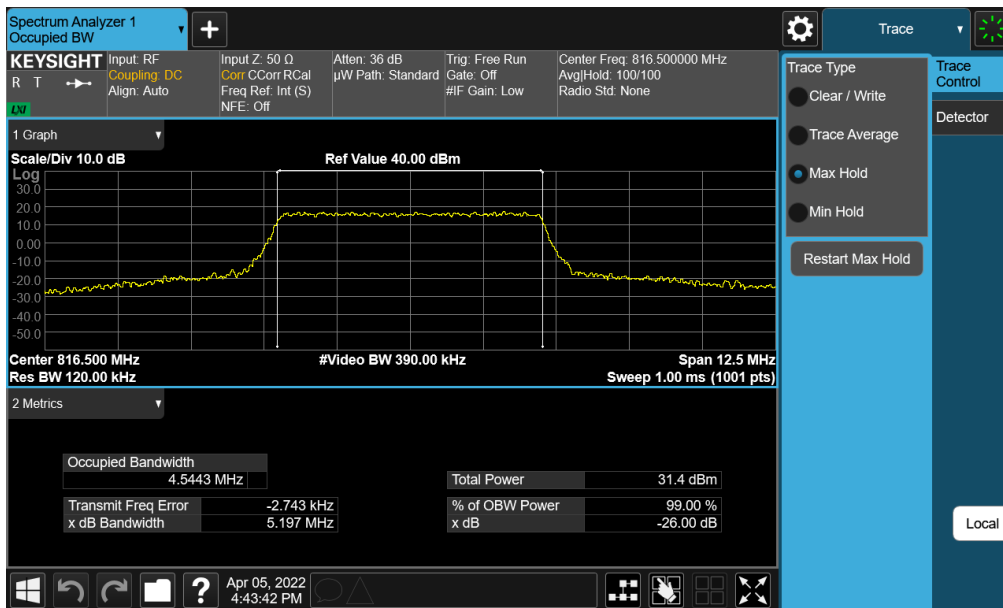 Spectrum Analyzer 1
Occupied BW
Trace
KEYSIGHT
R T
LXI
Input: RF
Coupling: DC
Align: Auto
Input Z: 50 Ω
Corr CCorr RCal
Freq Ref: Int (S)
NFE: Off
Atten: 36 dB
µW Path: Standard
Trig: Free Run
Gate: Off
#IF Gain: Low
Center Freq: 816.500000 MHz
Avg|Hold: 100/100
Radio Std: None
Trace Type
Clear / Write
Trace Average
Max Hold
Min Hold
Restart Max Hold
Trace
Control
Detector
1 Graph
Scale/Div 10.0 dB
Ref Value 40.00 dBm
Log
30.0
20.0
10.0
0.00
-10.0
-20.0
-30.0
-40.0
-50.0
Center 816.500 MHz
#Video BW 390.00 kHz
Span 12.5 MHz
Res BW 120.00 kHz
Sweep 1.00 ms (1001 pts)
2 Metrics
Occupied Bandwidth
4.5443 MHz
Total Power 31.4 dBm
Transmit Freq Error -2.743 kHz
% of OBW Power 99.00 %
x dB Bandwidth 5.197 MHz
x dB -26.00 dB
Local
?
Apr 05, 2022
4:43:42 PM